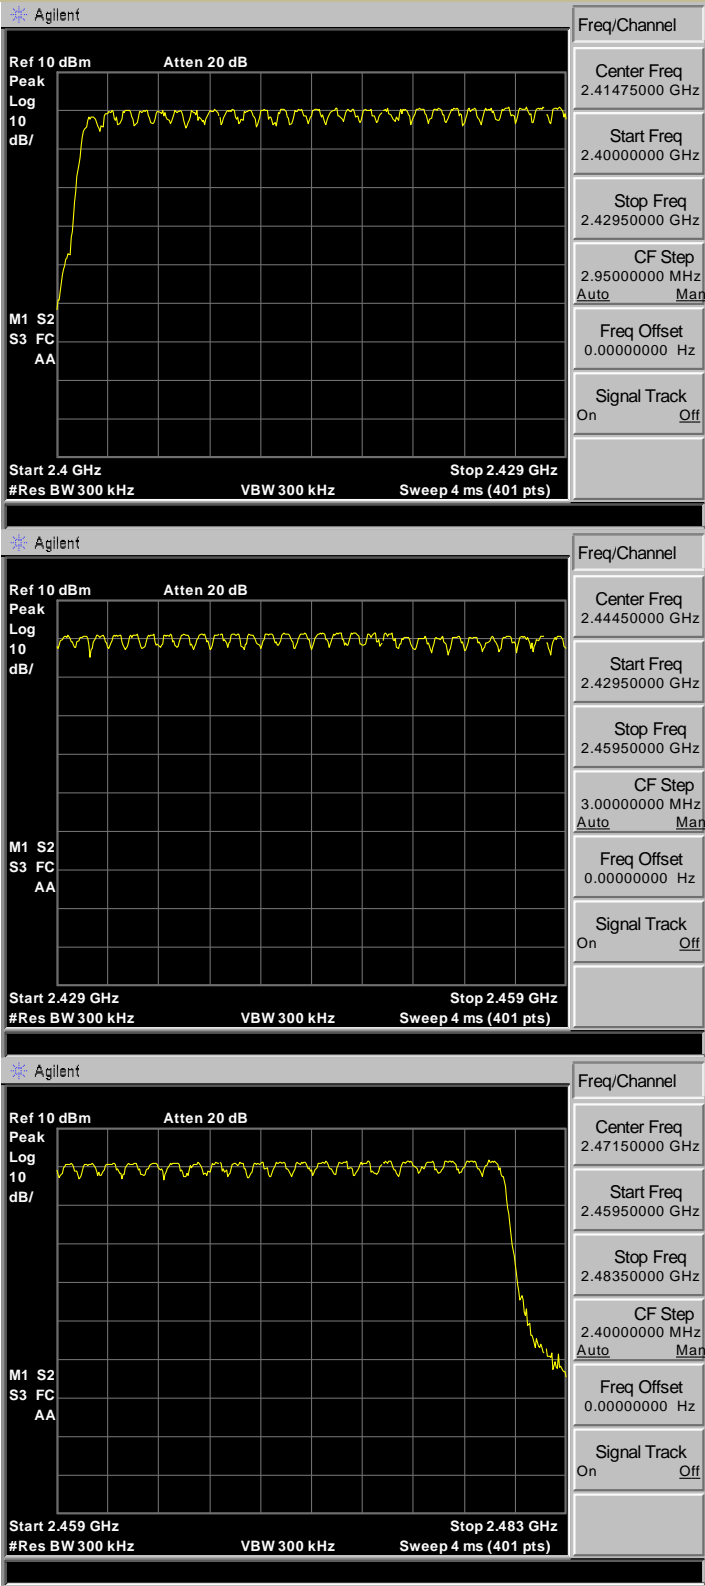 Agilent
Freq/Channel
Ref 10 dBm Atten 20 dB
Peak
Log
10
dB/
Center Freq
2.41475000 GHz
Start Freq
2.40000000 GHz
Stop Freq
2.42950000 GHz
CF Step
2.95000000 MHz
Auto Man
M1 S2
S3 FC
AA
Freq Offset
0.00000000 Hz
Signal Track
On Off
Start 2.4 GHz Stop 2.429 GHz
#Res BW 300 kHz VBW 300 kHz Sweep 4 ms (401 pts)
Agilent
Freq/Channel
Ref 10 dBm Atten 20 dB
Peak
Log
10
dB/
Center Freq
2.44450000 GHz
Start Freq
2.42950000 GHz
Stop Freq
2.45950000 GHz
CF Step
3.00000000 MHz
Auto Man
M1 S2
S3 FC
AA
Freq Offset
0.00000000 Hz
Signal Track
On Off
Start 2.429 GHz Stop 2.459 GHz
#Res BW 300 kHz VBW 300 kHz Sweep 4 ms (401 pts)
Agilent
Freq/Channel
Ref 10 dBm Atten 20 dB
Peak
Log
10
dB/
Center Freq
2.47150000 GHz
Start Freq
2.45950000 GHz
Stop Freq
2.48350000 GHz
CF Step
2.40000000 MHz
Auto Man
M1 S2
S3 FC
AA
Freq Offset
0.00000000 Hz
Signal Track
On Off
Start 2.459 GHz Stop 2.483 GHz
#Res BW 300 kHz VBW 300 kHz Sweep 4 ms (401 pts)